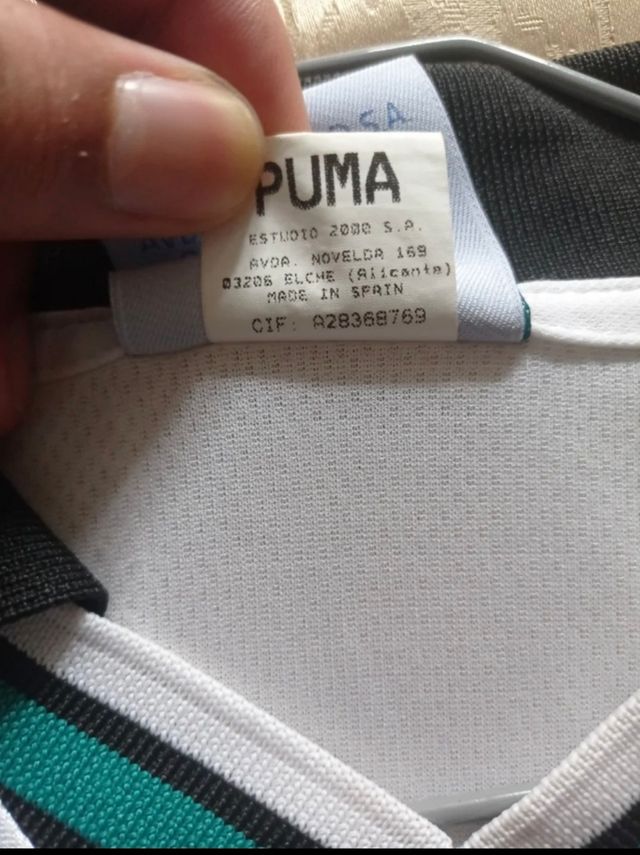 PUMA
ESTUDIO 2000 S.A.
AVDA. NOVELDA 169
03206 ELCHE (Alicante)
MADE IN SPAIN
CIF: A28368769